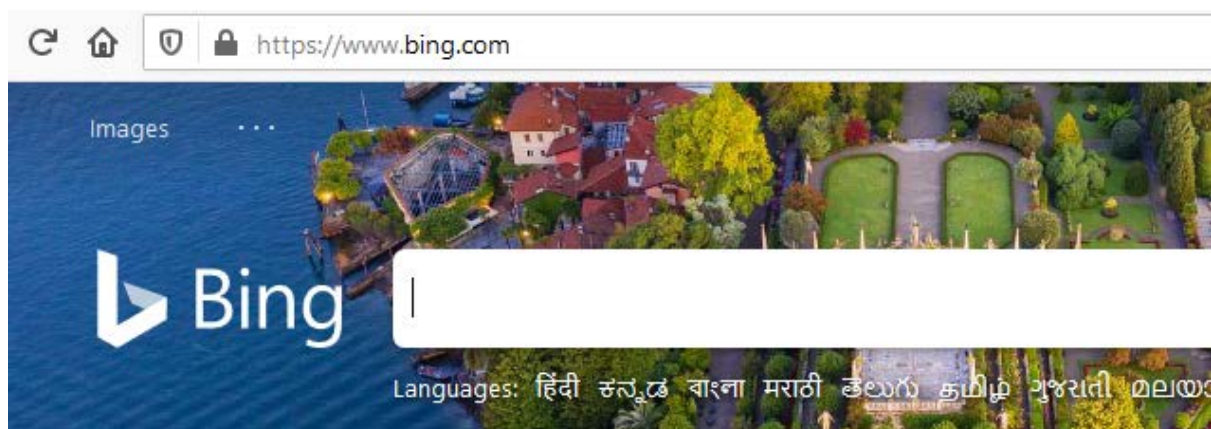 https://www.bing.com
Images ...
Bing
Languages: हिंदी ಕನ್ನಡ বাংলা मराठी తెలుగు தமிழ் ગુજરાતી